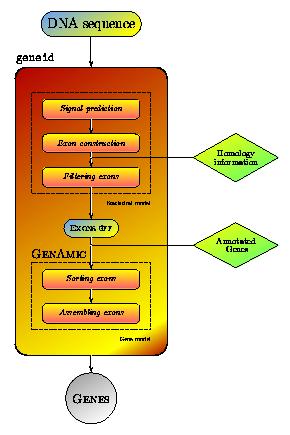 DNA sequence
geneid
Signal prediction
Exon construction
Homology
information
Filtering exons
Statistical model
Exons GFF
Annotated
Genes
GenAmic
Sorting exons
Assembling exons
Gene model
Genes